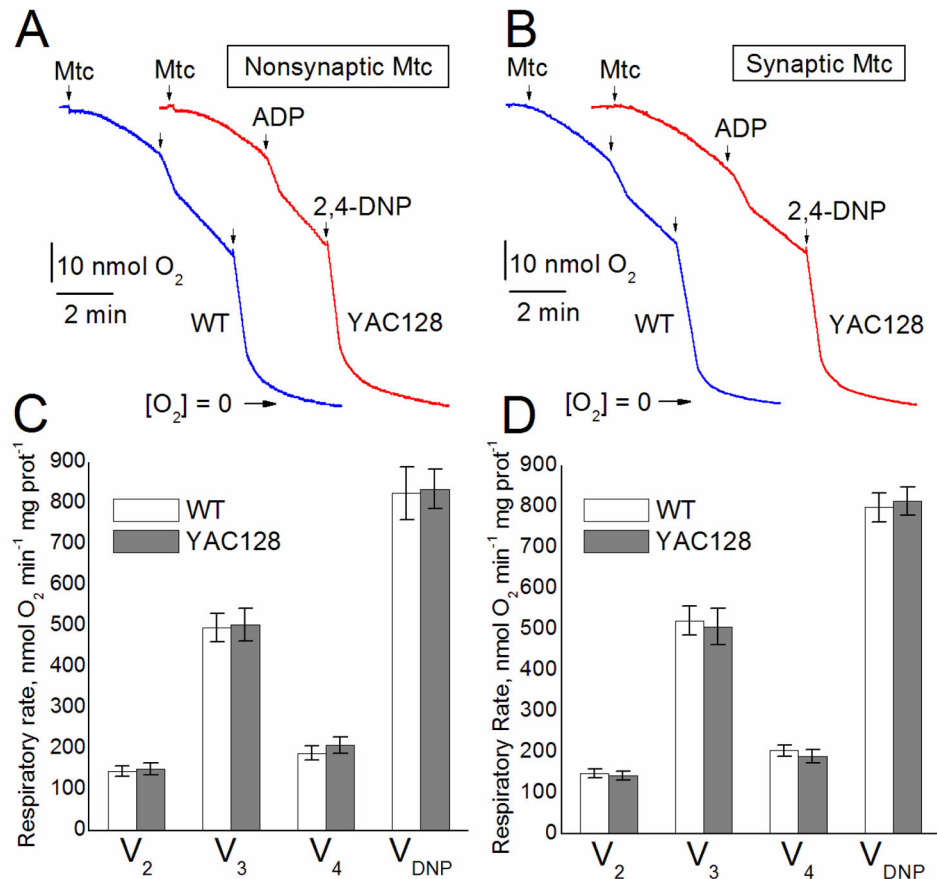 A
Mtc
Mtc
Nonsynaptic Mtc
ADP
2,4-DNP
10 nmol O₂
2 min
WT
YAC128
[O₂] = 0
B
Mtc
Mtc
Synaptic Mtc
ADP
2,4-DNP
10 nmol O₂
2 min
WT
YAC128
[O₂] = 0
C
Respiratory rate, nmol O₂ min⁻¹ mg prot⁻¹
900
800
700
600
500
400
300
200
100
0
WT
YAC128
V₂
V₃
V₄
V_DNP
D
Respiratory Rate, nmol O₂ min⁻¹ mg prot⁻¹
900
800
700
600
500
400
300
200
100
0
WT
YAC128
V₂
V₃
V₄
V_DNP